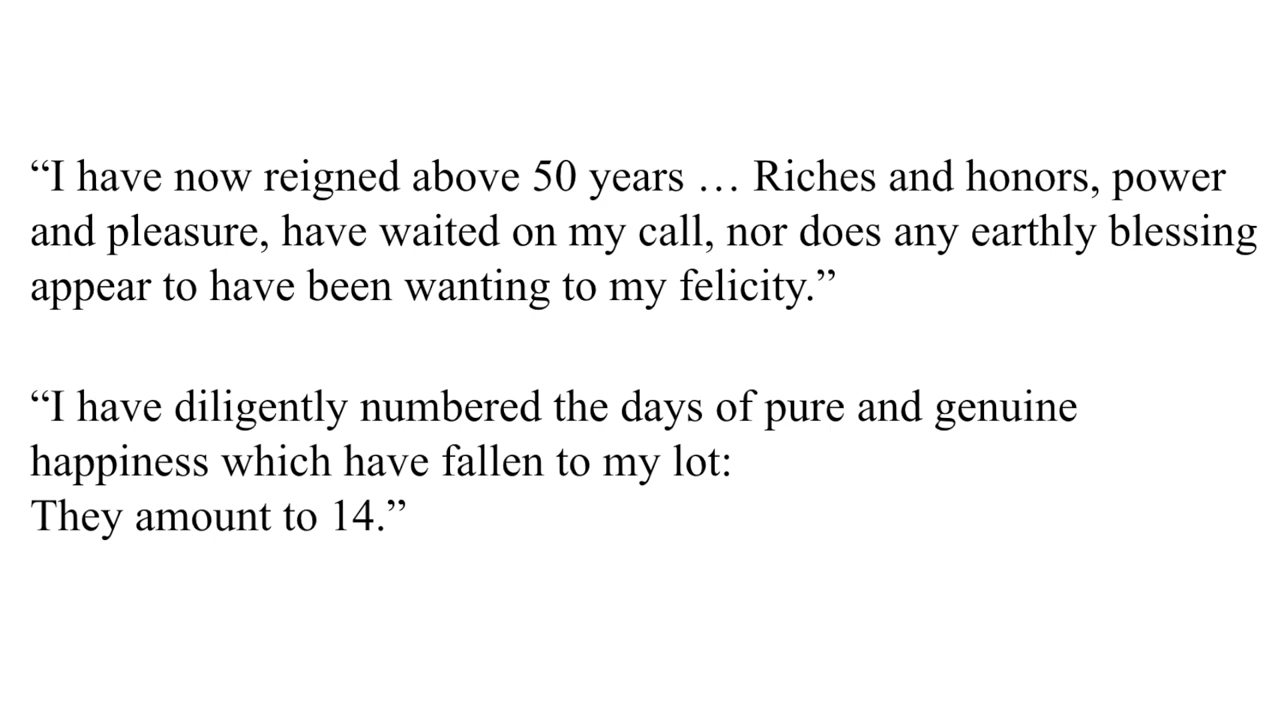 “I have now reigned above 50 years … Riches and honors, power
and pleasure, have waited on my call, nor does any earthly blessing
appear to have been wanting to my felicity.”
“I have diligently numbered the days of pure and genuine
happiness which have fallen to my lot:
They amount to 14.”